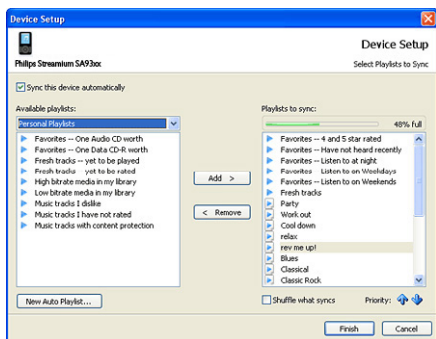 Device Setup
Device Setup
Philips Streamium SA93xx
Select Playlists to Sync
Sync this device automatically
Available playlists:
Personal Playlists
Favorites -- One Audio CD worth
Favorites -- One Data CD-R worth
Fresh tracks -- yet to be played
Fresh tracks -- yet to be rated
High bitrate media in my library
Low bitrate media in my library
Music tracks I dislike
Music tracks I have not rated
Music tracks with content protection
New Auto Playlist...
Add >
< Remove
Playlists to sync:
48% full
Favorites -- 4 and 5 star rated
Favorites -- Have not heard recently
Favorites -- Listen to at night
Favorites -- Listen to on Weekdays
Favorites -- Listen to on Weekends
Fresh tracks
Party
Work out
Cool down
relax
rev me up!
Blues
Classical
Classic Rock
Shuffle what syncs
Priority:
Finish
Cancel